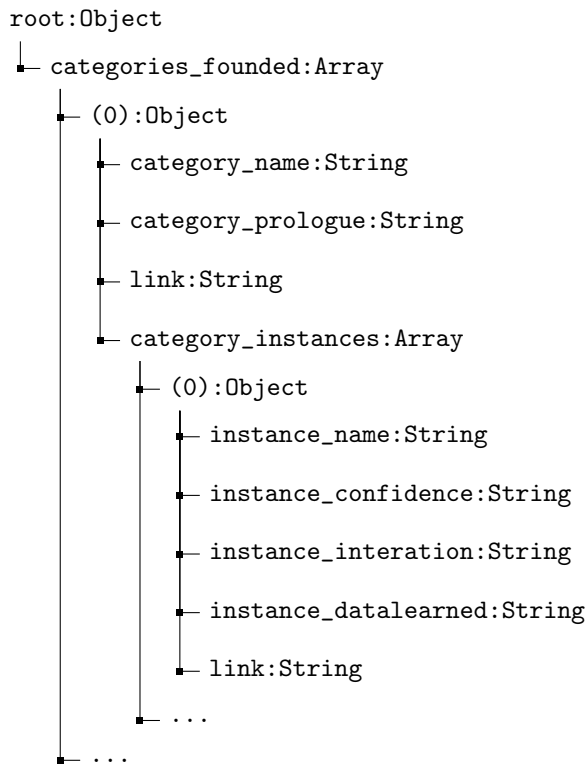 root:Object
categories_founded:Array
(0):Object
category_name:String
category_prologue:String
link:String
category_instances:Array
(0):Object
instance_name:String
instance_confidence:String
instance_interation:String
instance_datalearned:String
link:String
...
...